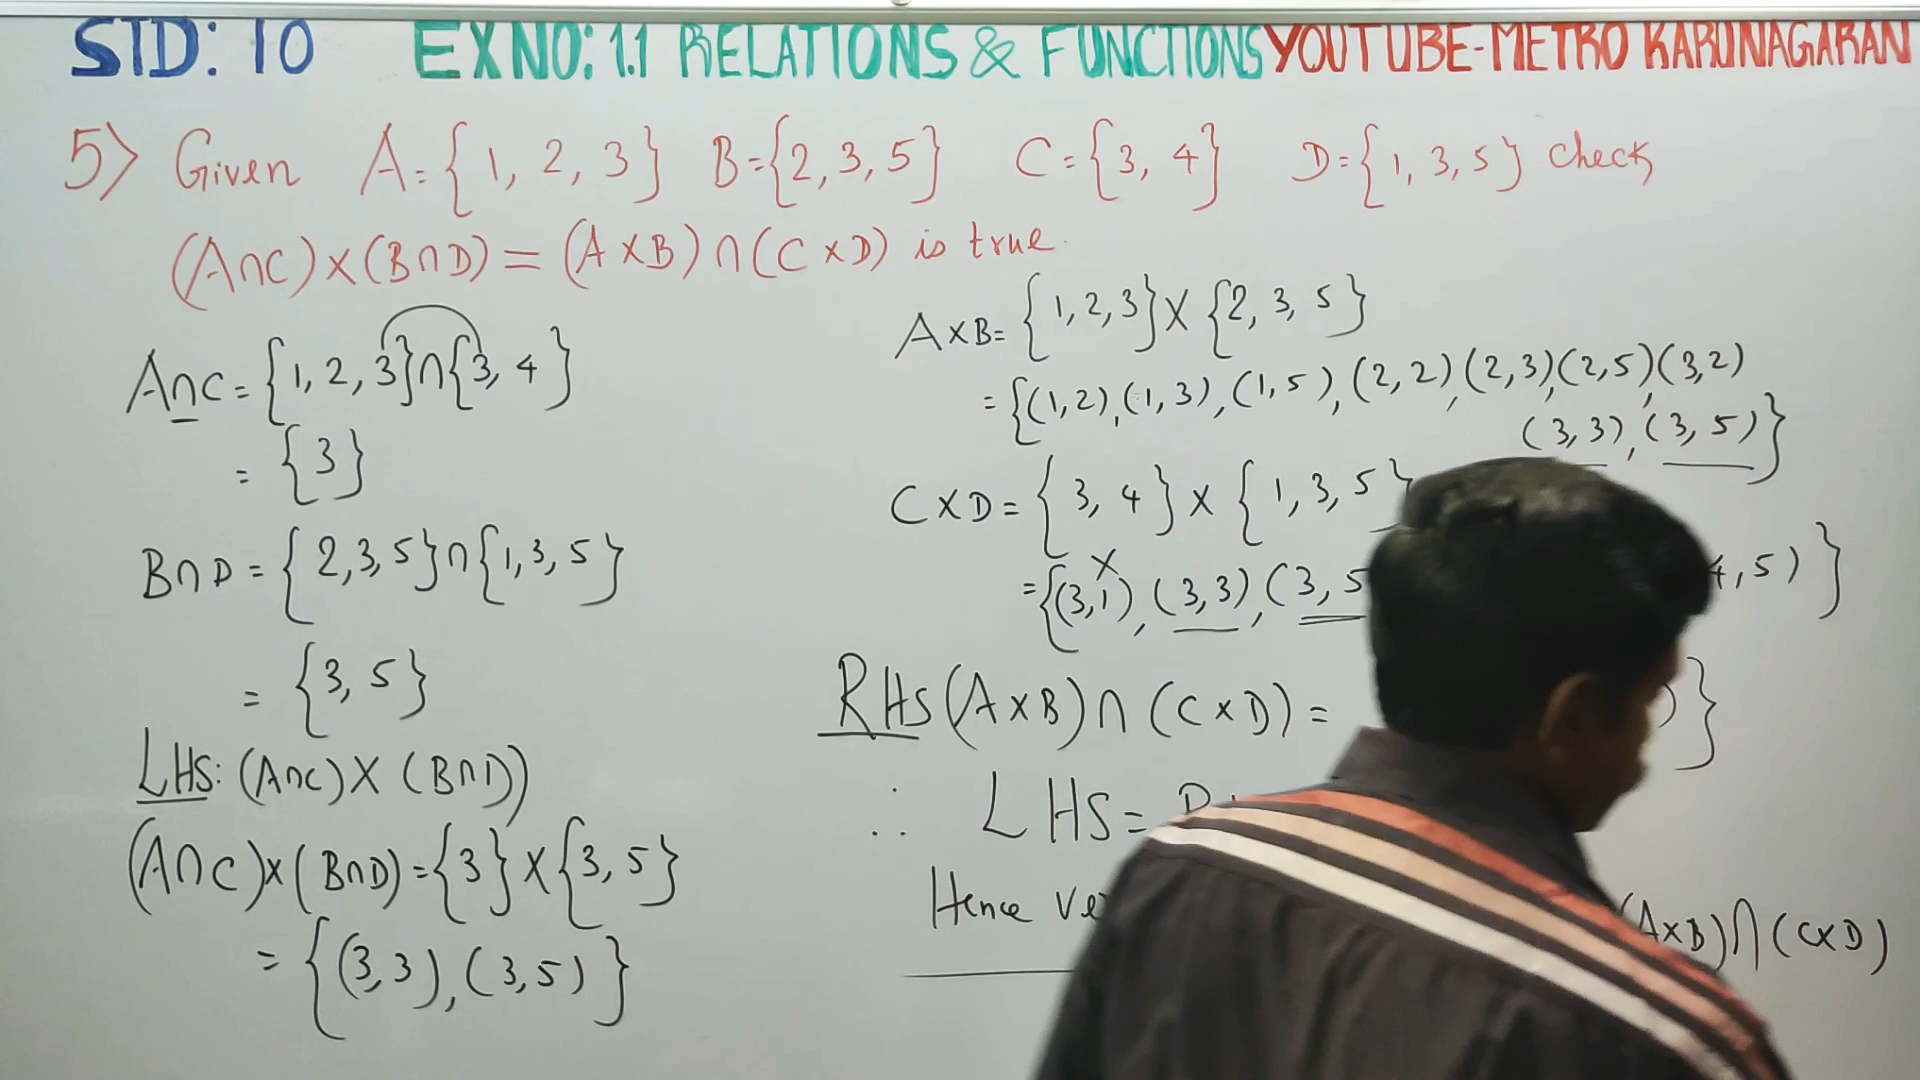 STD: 10 EX NO: 1.1 RELATIONS & FUNCTIONS YOUTUBE-METRO KARUNAGARAN
5) Given A = {1, 2, 3} B = {2, 3, 5} C = {3, 4} D = {1, 3, 5} check
(A∩C)×(B∩D) = (A×B)∩(C×D) is true.
A∩C = {1, 2, 3}∩{3, 4}
= {3}
B∩D = {2,3,5}∩{1,3,5}
= {3, 5}
LHS: (A∩C)×(B∩D)
(A∩C)×(B∩D) = {3}×{3, 5}
= {(3,3),(3,5)}
A×B = {1,2,3}×{2, 3, 5}
= {(1,2),(1,3),(1,5),(2,2),(2,3),(2,5),(3,2)
(3,3),(3,5)}
C×D = {3, 4}×{1, 3, 5}
×
= {(3,1),(3,3),(3,5 4,5)}
RHS (A×B)∩(C×D) = )}
∴ LHS =
Hence (A×B)∩(C×D)